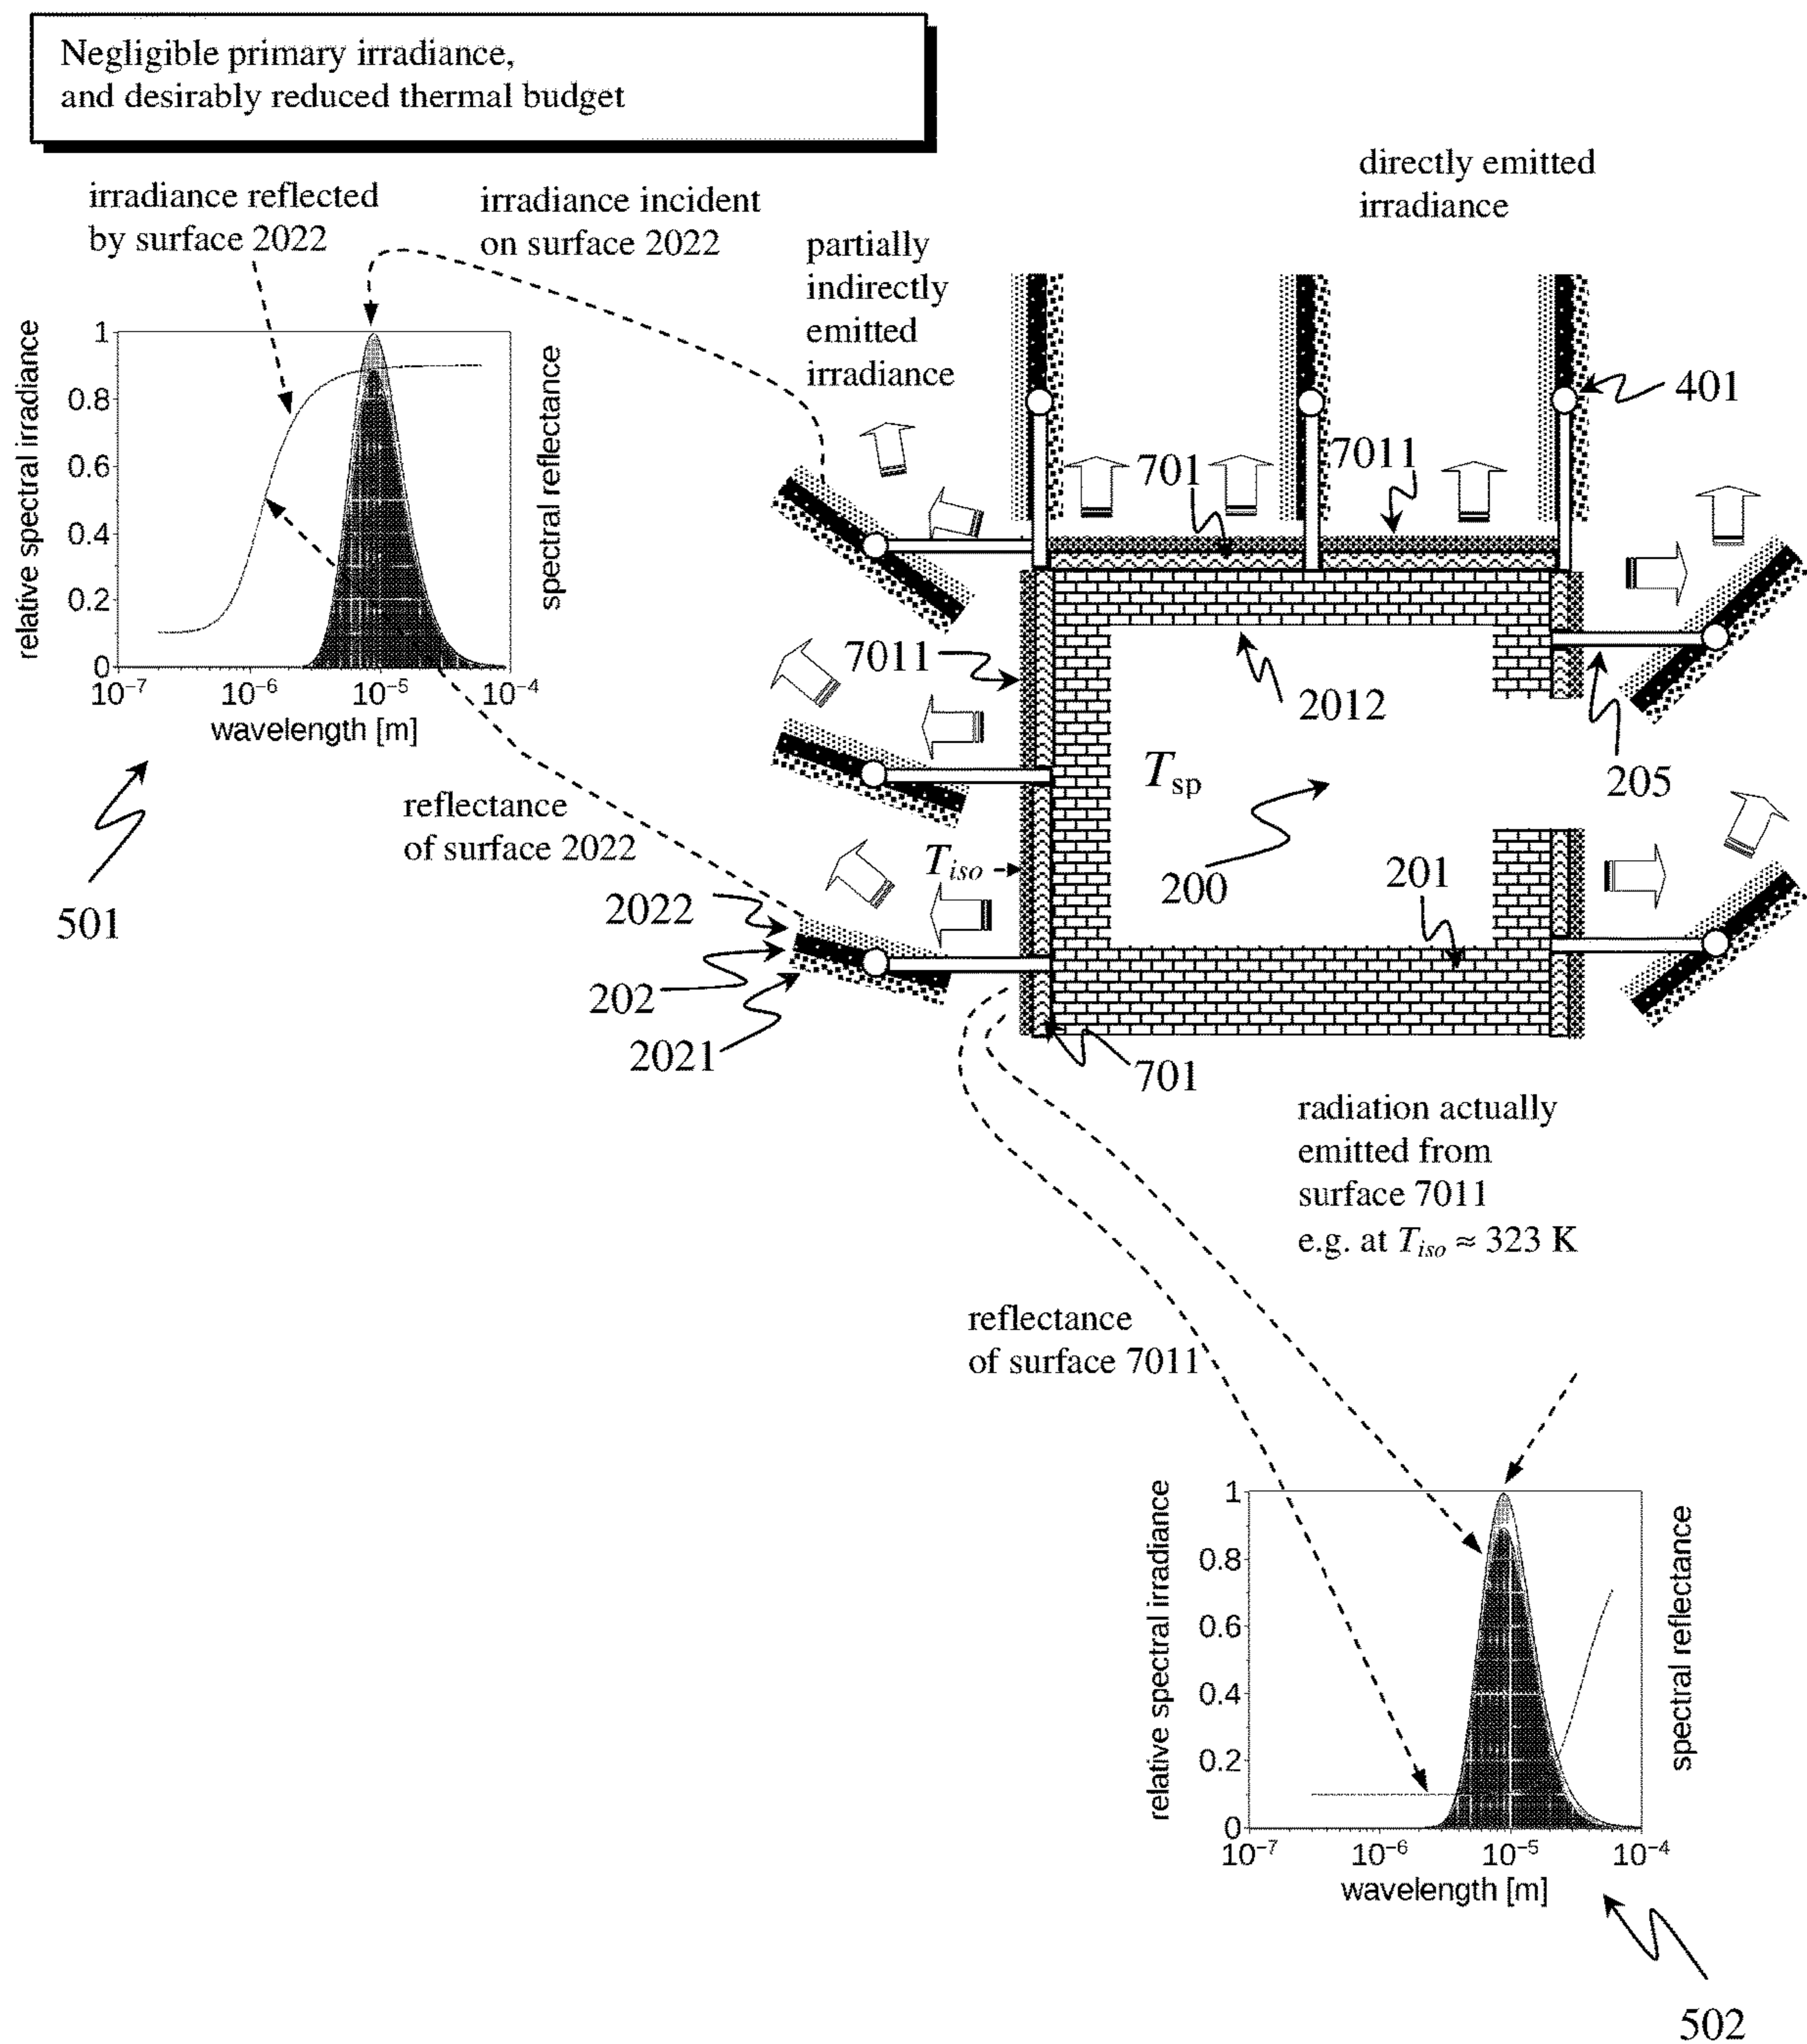 Negligible primary irradiance,
and desirably reduced thermal budget
irradiance reflected
by surface 2022
irradiance incident
on surface 2022
partially
indirectly
emitted
irradiance
directly emitted
irradiance
relative spectral irradiance
1
0.8
0.6
0.4
0.2
0
10⁻⁷ 10⁻⁶ 10⁻⁵ 10⁻⁴
wavelength [m]
spectral reflectance
501
401
701
7011
7011
2012
T_sp
205
reflectance
of surface 2022
T_iso
200
201
2022
202
2021
701
radiation actually
emitted from
surface 7011
e.g. at T_iso ≈ 323 K
reflectance
of surface 7011
relative spectral irradiance
1
0.8
0.6
0.4
0.2
0
10⁻⁷ 10⁻⁶ 10⁻⁵ 10⁻⁴
wavelength [m]
spectral reflectance
502